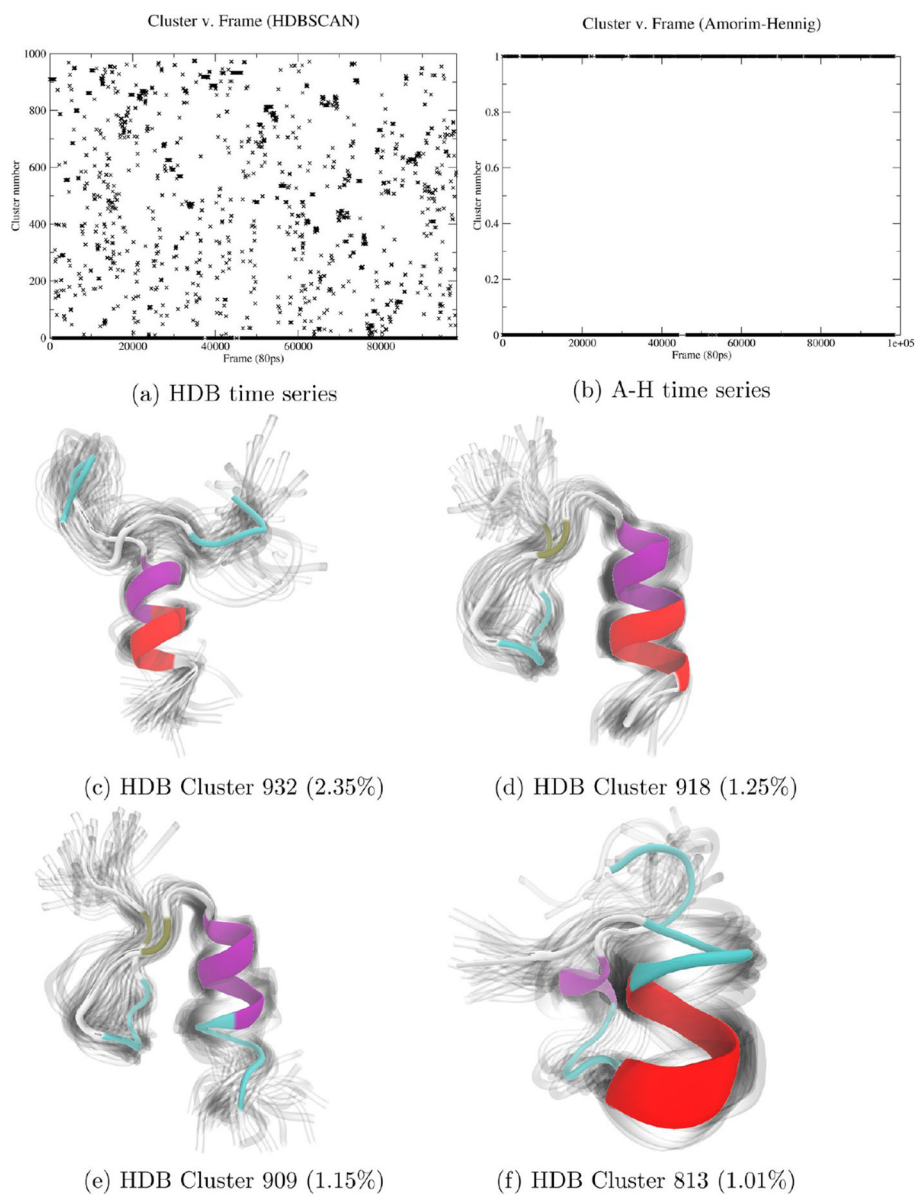 Cluster v. Frame (HDBSCAN)
Cluster number
1000
800
600
400
200
0
0 20000 40000 60000 80000
Frame (80ps)
(a) HDB time series
Cluster v. Frame (Amorim-Hennig)
Cluster number
1
0.8
0.6
0.4
0.2
0
0 20000 40000 60000 80000 1e+05
Frame (80ps)
(b) A-H time series
(c) HDB Cluster 932 (2.35%)
(d) HDB Cluster 918 (1.25%)
(e) HDB Cluster 909 (1.15%)
(f) HDB Cluster 813 (1.01%)